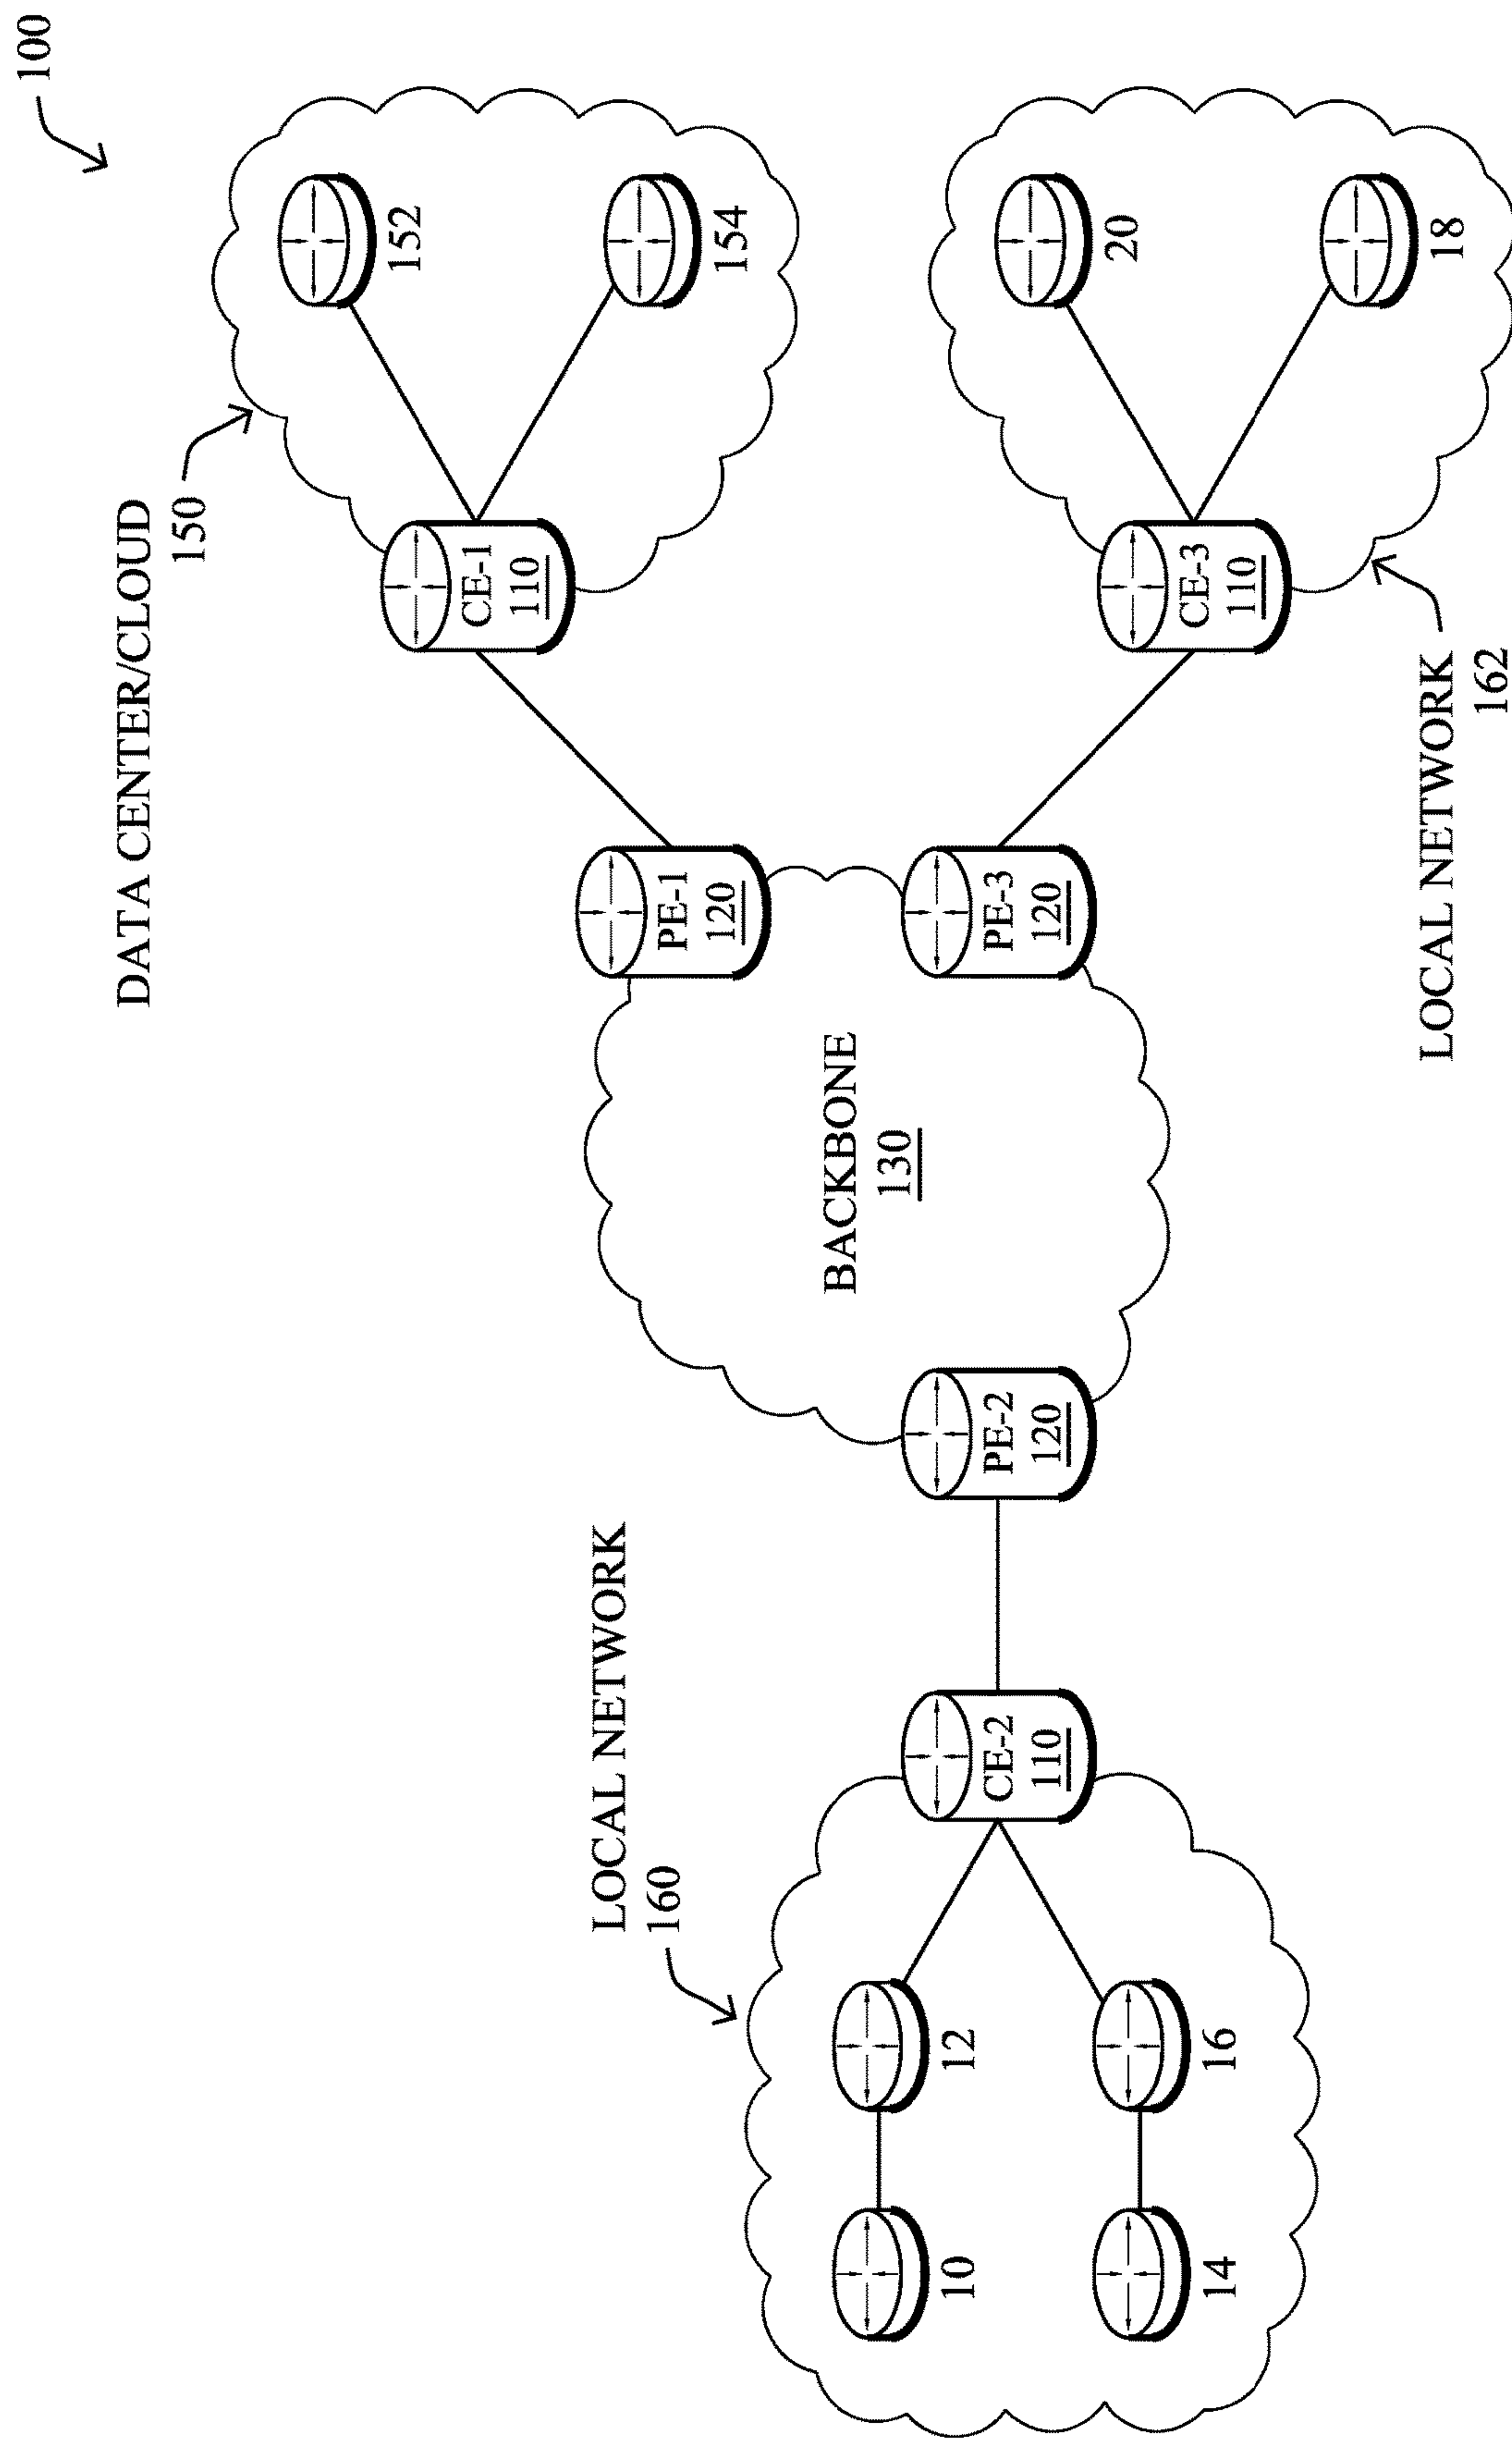 100
DATA CENTER/CLOUD
150
152
154
CE-1
110
PE-1
120
BACKBONE
130
PE-3
120
PE-2
120
CE-3
110
20
18
LOCAL NETWORK
162
LOCAL NETWORK
160
CE-2
110
12
10
16
14